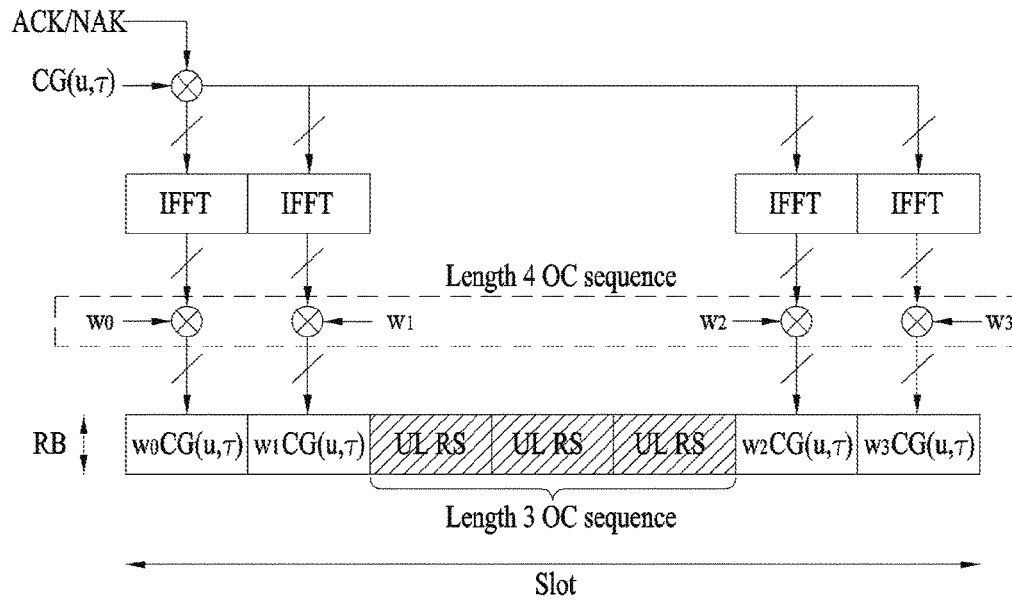 ACK/NAK
CG(u,τ)
IFFT IFFT IFFT IFFT
Length 4 OC sequence
w0 w1 w2 w3
RB w0CG(u,τ) w1CG(u,τ) UL RS UL RS UL RS w2CG(u,τ) w3CG(u,τ)
Length 3 OC sequence
Slot